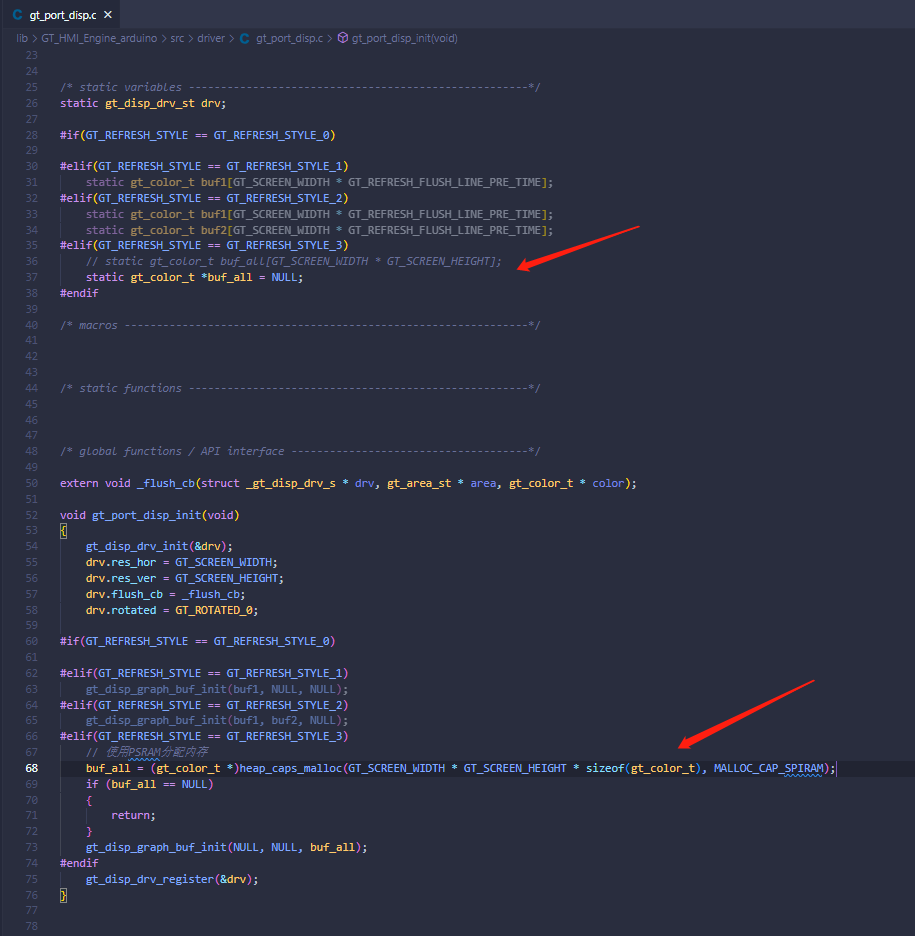 C gt_port_disp.c ×
lib > GT_HMI_Engine_arduino > src > driver > C gt_port_disp.c > gt_port_disp_init(void)
23
24
25 /* static variables -----------------------------------------------------*/
26 static gt_disp_drv_st drv;
27
28 #if(GT_REFRESH_STYLE == GT_REFRESH_STYLE_0)
29
30 #elif(GT_REFRESH_STYLE == GT_REFRESH_STYLE_1)
31 static gt_color_t buf1[GT_SCREEN_WIDTH * GT_REFRESH_FLUSH_LINE_PRE_TIME];
32 #elif(GT_REFRESH_STYLE == GT_REFRESH_STYLE_2)
33 static gt_color_t buf1[GT_SCREEN_WIDTH * GT_REFRESH_FLUSH_LINE_PRE_TIME];
34 static gt_color_t buf2[GT_SCREEN_WIDTH * GT_REFRESH_FLUSH_LINE_PRE_TIME];
35 #elif(GT_REFRESH_STYLE == GT_REFRESH_STYLE_3)
36 // static gt_color_t buf_all[GT_SCREEN_WIDTH * GT_SCREEN_HEIGHT];
37 static gt_color_t *buf_all = NULL;
38 #endif
39
40 /* macros ---------------------------------------------------------------*/
41
42
43
44 /* static functions -----------------------------------------------------*/
45
46
47
48 /* global functions / API interface -------------------------------------*/
49
50 extern void _flush_cb(struct _gt_disp_drv_s * drv, gt_area_st * area, gt_color_t * color);
51
52 void gt_port_disp_init(void)
53 {
54 gt_disp_drv_init(&drv);
55 drv.res_hor = GT_SCREEN_WIDTH;
56 drv.res_ver = GT_SCREEN_HEIGHT;
57 drv.flush_cb = _flush_cb;
58 drv.rotated = GT_ROTATED_0;
59
60 #if(GT_REFRESH_STYLE == GT_REFRESH_STYLE_0)
61
62 #elif(GT_REFRESH_STYLE == GT_REFRESH_STYLE_1)
63 gt_disp_graph_buf_init(buf1, NULL, NULL);
64 #elif(GT_REFRESH_STYLE == GT_REFRESH_STYLE_2)
65 gt_disp_graph_buf_init(buf1, buf2, NULL);
66 #elif(GT_REFRESH_STYLE == GT_REFRESH_STYLE_3)
67 // 使用PSRAM分配内存
68 buf_all = (gt_color_t *)heap_caps_malloc(GT_SCREEN_WIDTH * GT_SCREEN_HEIGHT * sizeof(gt_color_t), MALLOC_CAP_SPIRAM);
69 if (buf_all == NULL)
70 {
71 return;
72 }
73 gt_disp_graph_buf_init(NULL, NULL, buf_all);
74 #endif
75 gt_disp_drv_register(&drv);
76 }
77
78